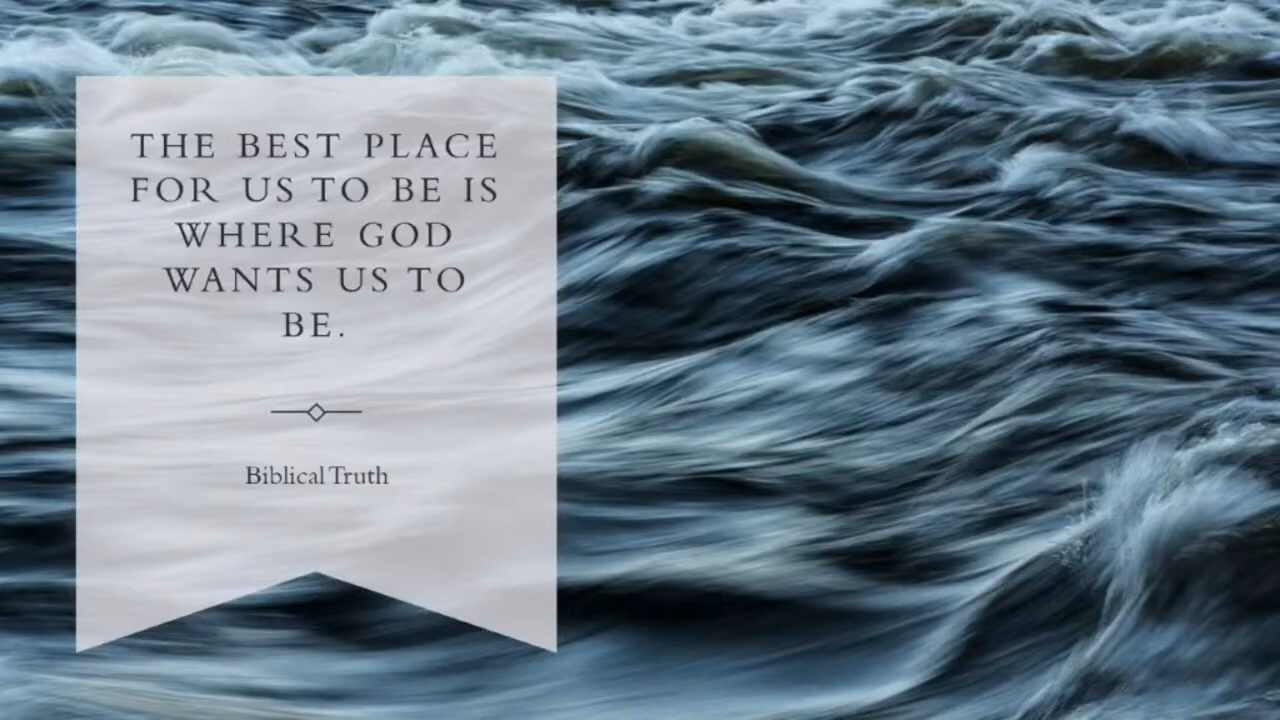 THE BEST PLACE
FOR US TO BE IS
WHERE GOD
WANTS US TO
BE.
Biblical Truth